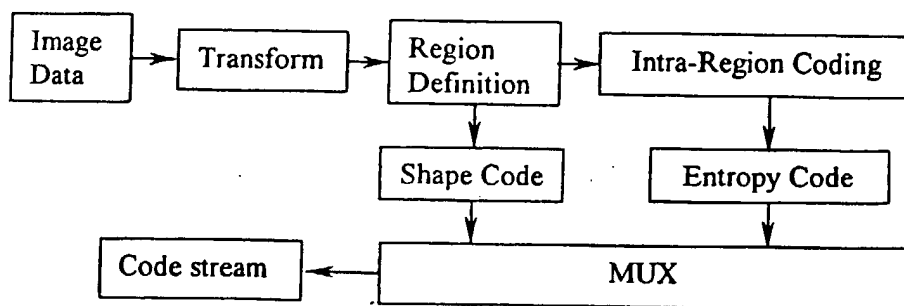 Image
Data
Transform
Region
Definition
Intra-Region Coding
Shape Code
Entropy Code
Code stream
MUX